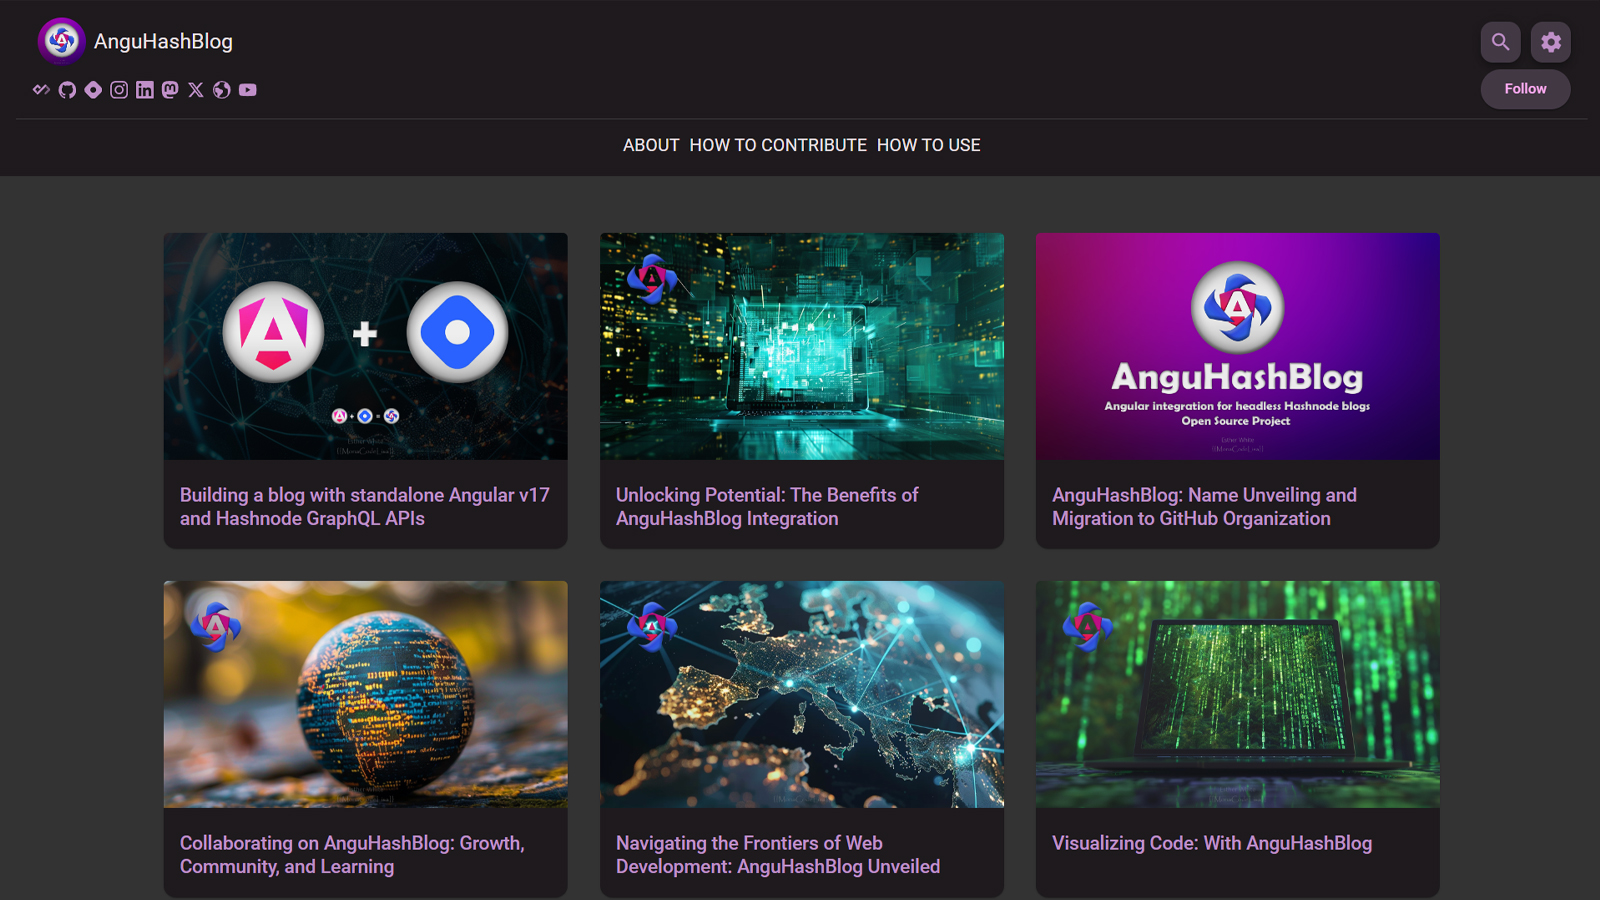 AnguHashBlog
Follow
ABOUT HOW TO CONTRIBUTE HOW TO USE
AnguHashBlog
Angular integration for headless Hashnode blogs
Open Source Project
Building a blog with standalone Angular v17
and Hashnode GraphQL APIs
Unlocking Potential: The Benefits of
AnguHashBlog Integration
AnguHashBlog: Name Unveiling and
Migration to GitHub Organization
Collaborating on AnguHashBlog: Growth,
Community, and Learning
Navigating the Frontiers of Web
Development: AnguHashBlog Unveiled
Visualizing Code: With AnguHashBlog